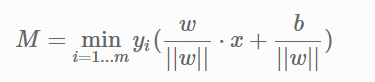 M = min_{i=1...m} y_i( w/||w|| · x + b/||w|| )